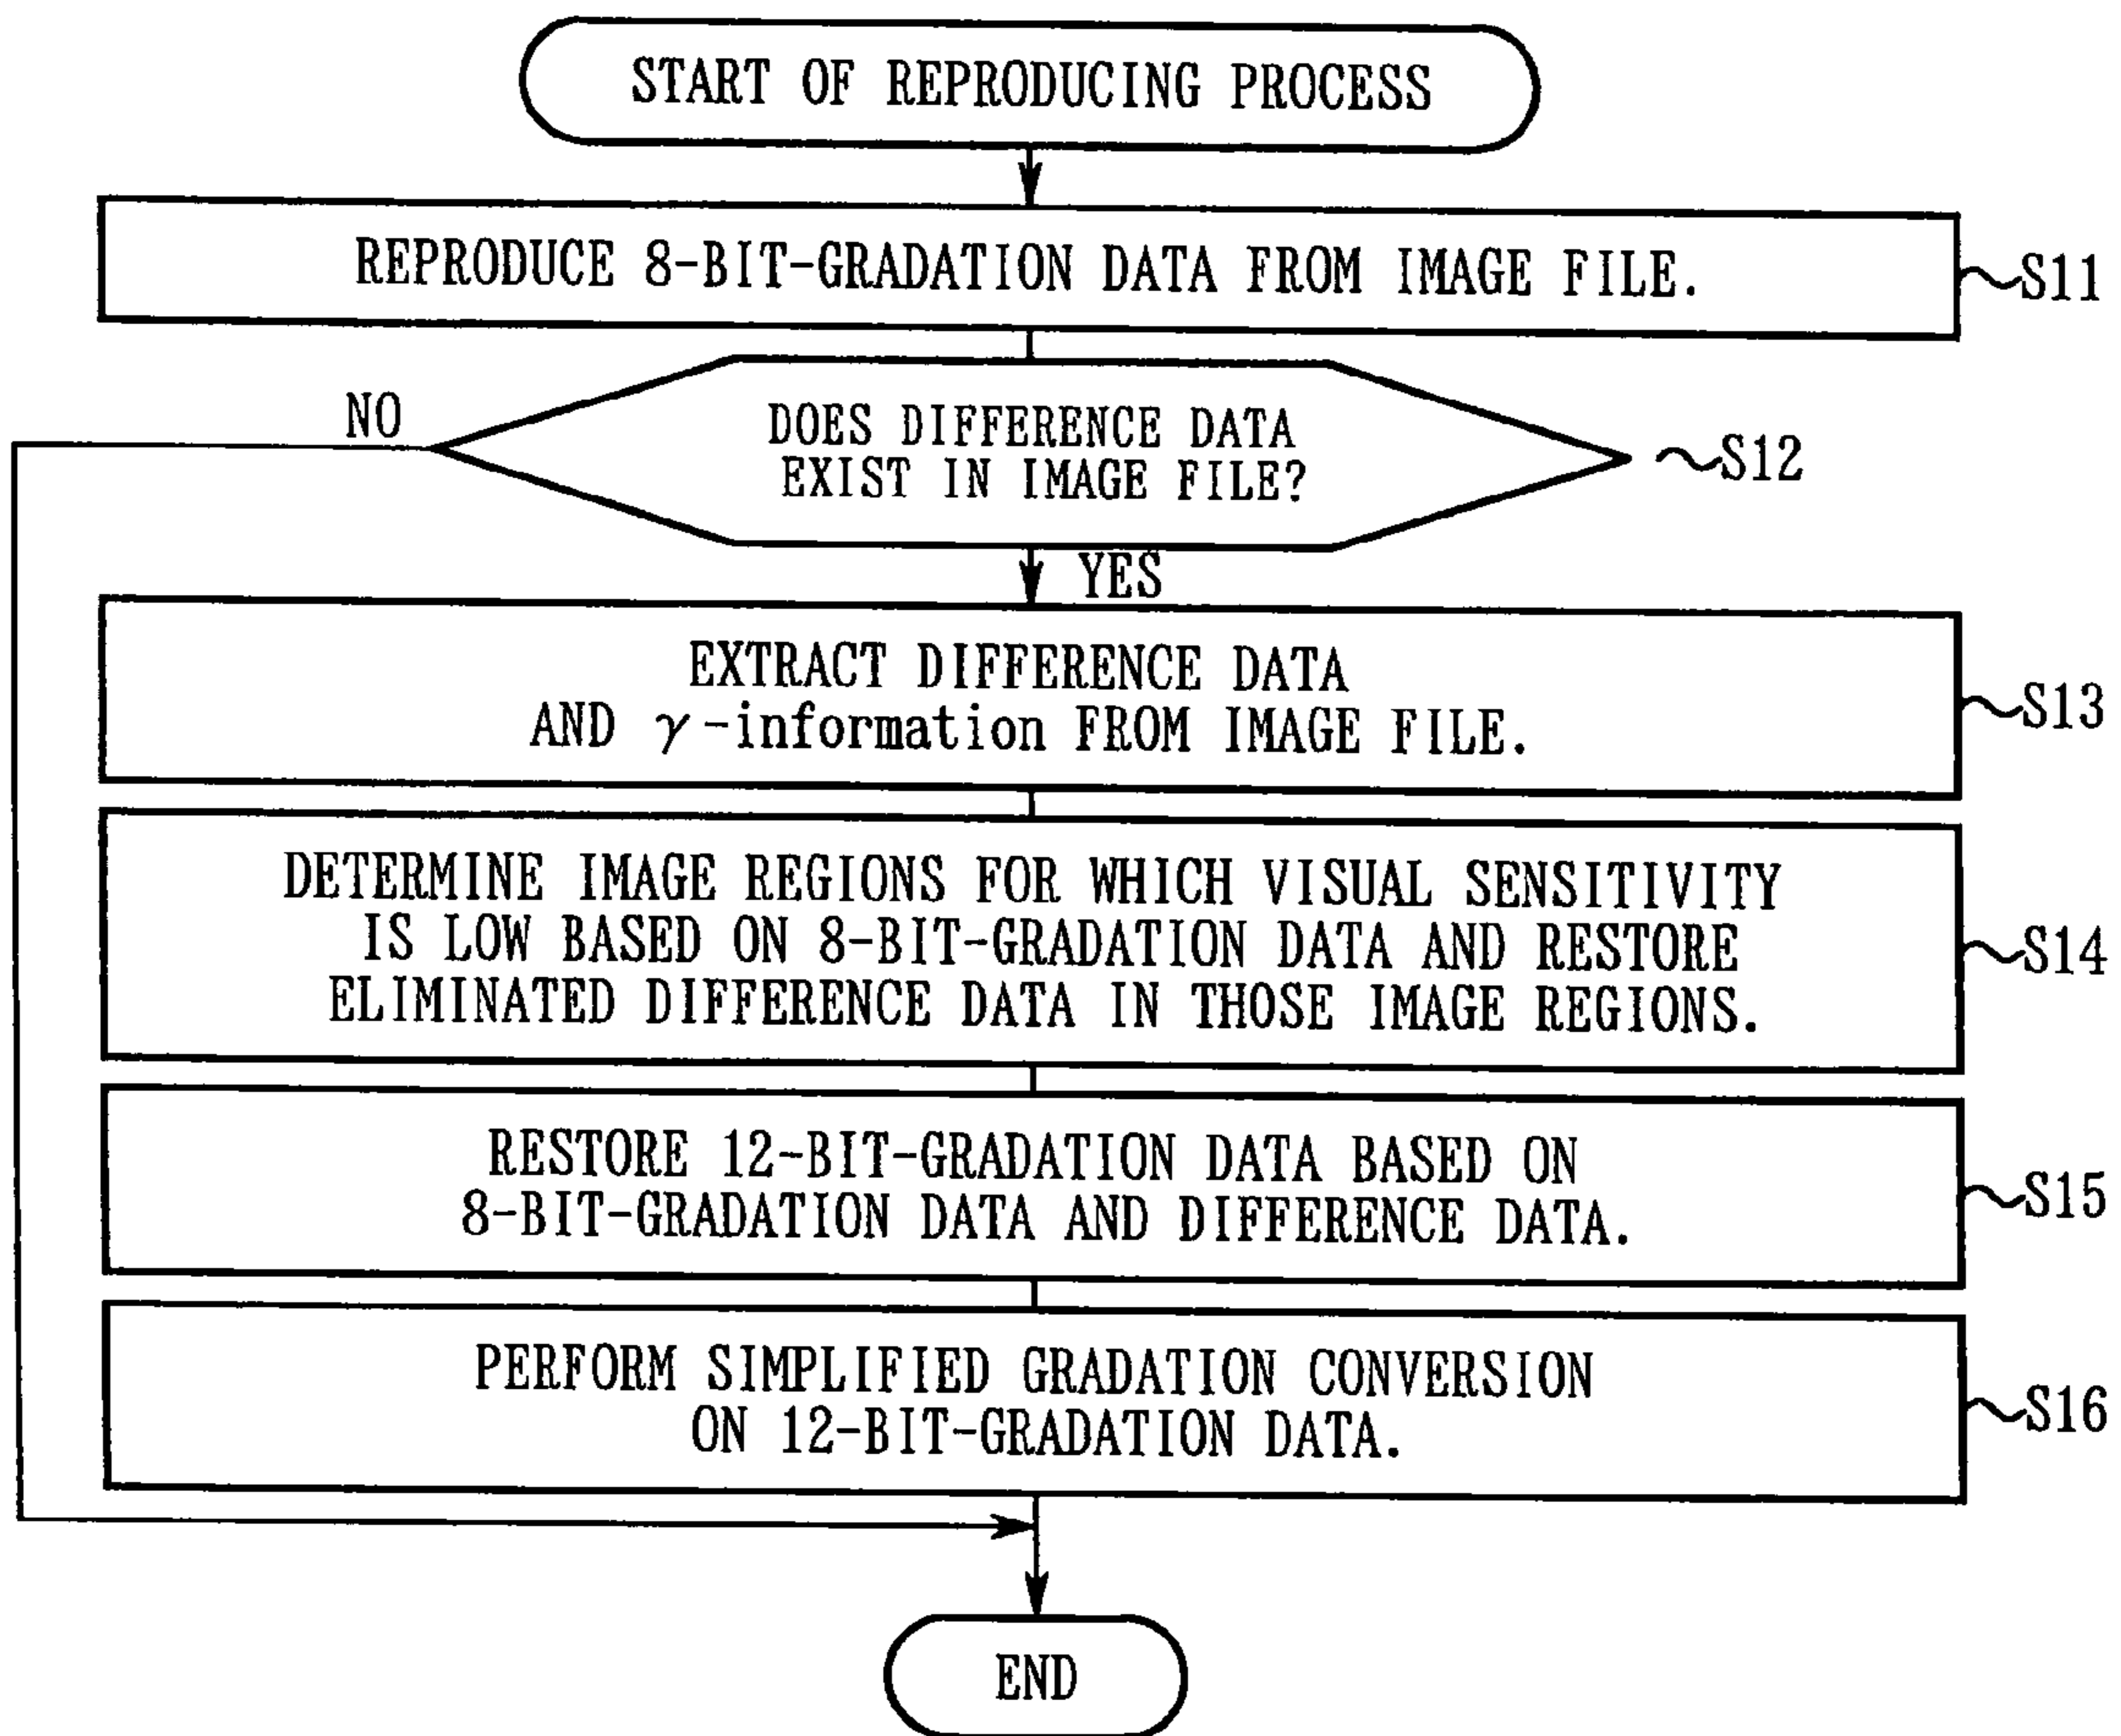 START OF REPRODUCING PROCESS
REPRODUCE 8-BIT-GRADATION DATA FROM IMAGE FILE.
S11
NO
DOES DIFFERENCE DATA
EXIST IN IMAGE FILE?
S12
YES
EXTRACT DIFFERENCE DATA
AND γ-information FROM IMAGE FILE.
S13
DETERMINE IMAGE REGIONS FOR WHICH VISUAL SENSITIVITY
IS LOW BASED ON 8-BIT-GRADATION DATA AND RESTORE
ELIMINATED DIFFERENCE DATA IN THOSE IMAGE REGIONS.
S14
RESTORE 12-BIT-GRADATION DATA BASED ON
8-BIT-GRADATION DATA AND DIFFERENCE DATA.
S15
PERFORM SIMPLIFIED GRADATION CONVERSION
ON 12-BIT-GRADATION DATA.
S16
END